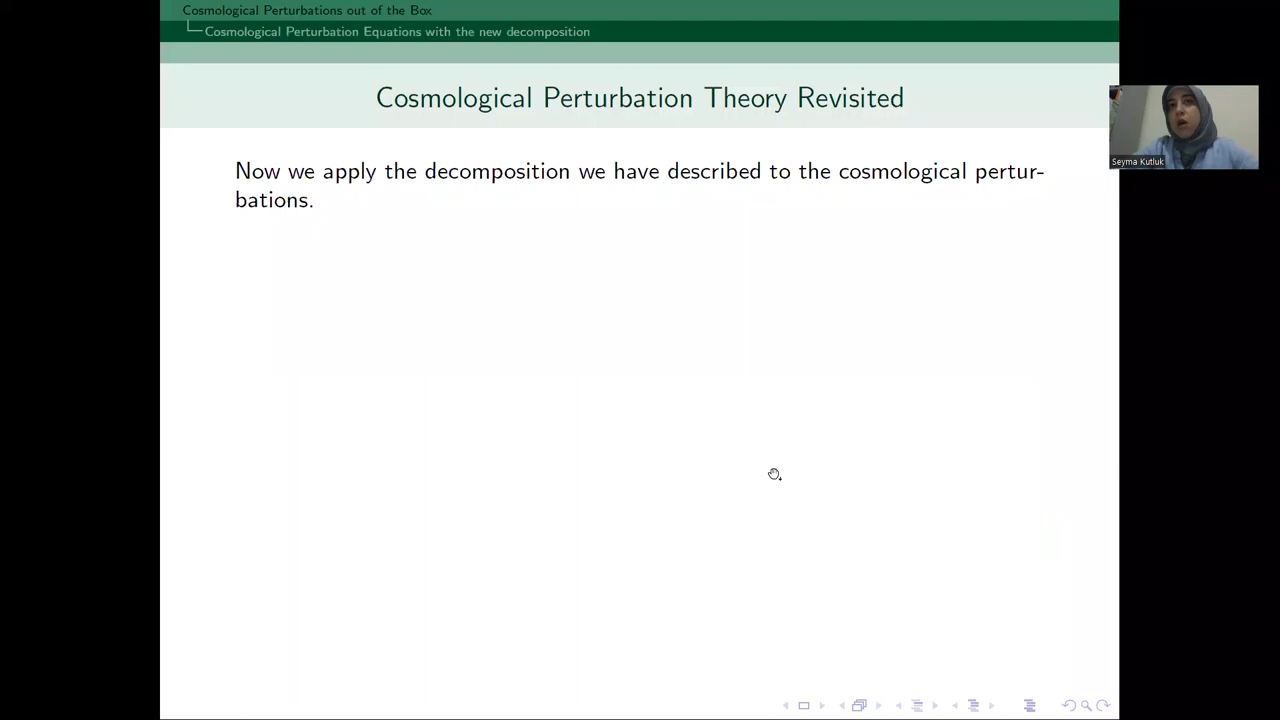 Cosmological Perturbations out of the Box
Cosmological Perturbation Equations with the new decomposition
Cosmological Perturbation Theory Revisited
Now we apply the decomposition we have described to the cosmological pertur-
bations.
Seyma Kutluk